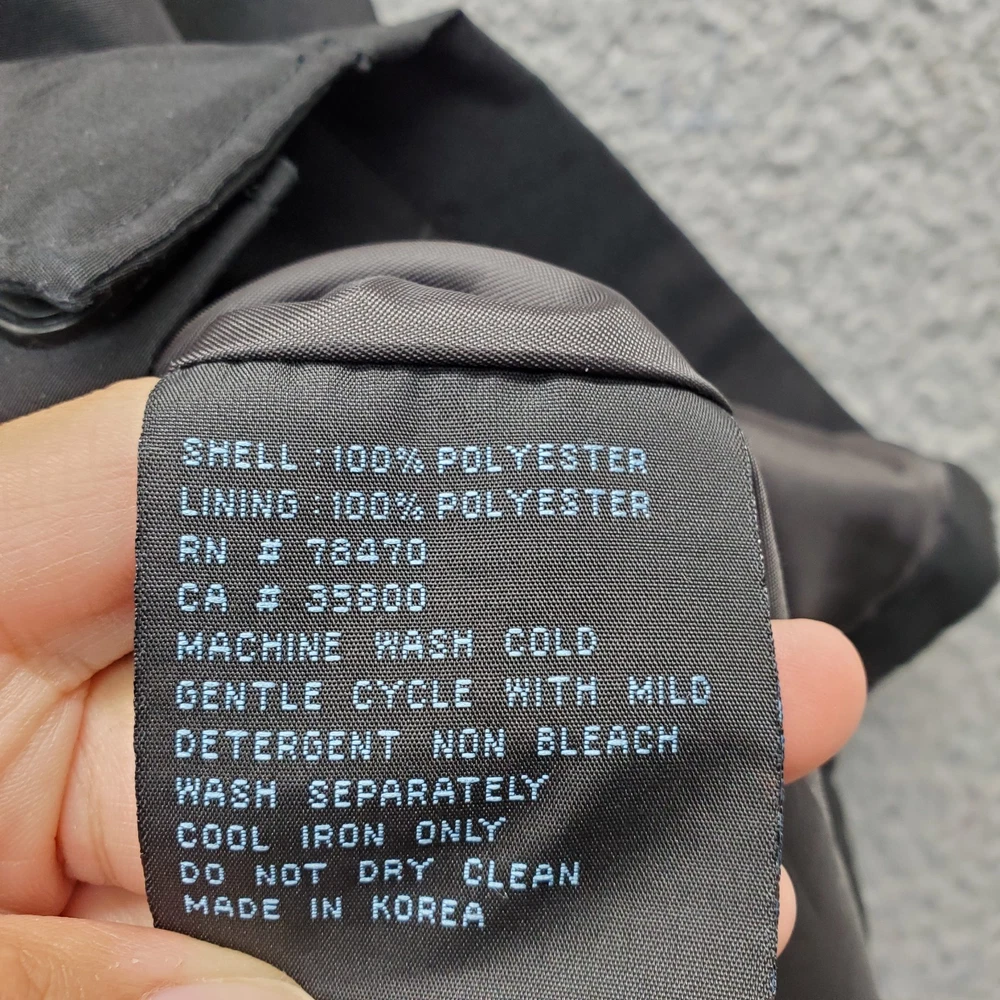 SHELL : 100% POLYESTER
LINING : 100% POLYESTER
RN # 78470
CA # 35800
MACHINE WASH COLD
GENTLE CYCLE WITH MILD
DETERGENT NON BLEACH
WASH SEPARATELY
COOL IRON ONLY
DO NOT DRY CLEAN
MADE IN KOREA